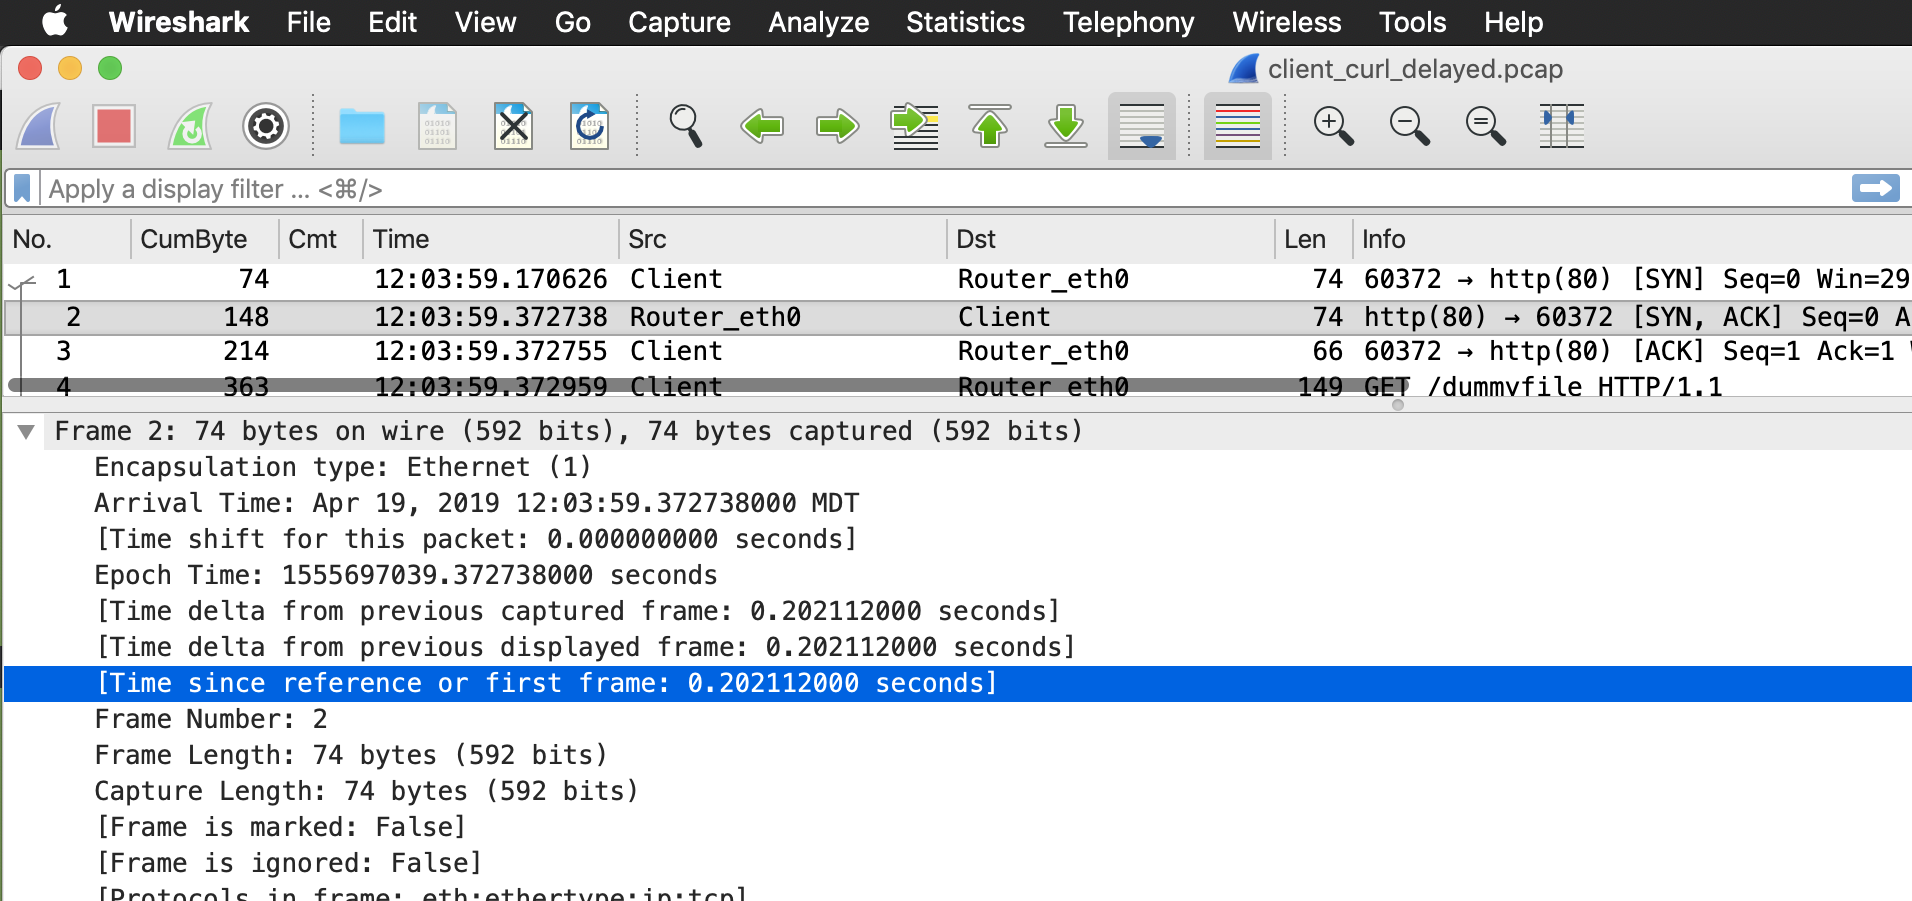 Wireshark File Edit View Go Capture Analyze Statistics Telephony Wireless Tools Help
client_curl_delayed.pcap
Apply a display filter ... <⌘/>
No. CumByte Cmt Time Src Dst Len Info
1 74 12:03:59.170626 Client Router_eth0 74 60372 → http(80) [SYN] Seq=0 Win=29
2 148 12:03:59.372738 Router_eth0 Client 74 http(80) → 60372 [SYN, ACK] Seq=0 A
3 214 12:03:59.372755 Client Router_eth0 66 60372 → http(80) [ACK] Seq=1 Ack=1
4 363 12:03:59.372959 Client Router_eth0 149 GET /dummyfile HTTP/1.1
Frame 2: 74 bytes on wire (592 bits), 74 bytes captured (592 bits)
Encapsulation type: Ethernet (1)
Arrival Time: Apr 19, 2019 12:03:59.372738000 MDT
[Time shift for this packet: 0.000000000 seconds]
Epoch Time: 1555697039.372738000 seconds
[Time delta from previous captured frame: 0.202112000 seconds]
[Time delta from previous displayed frame: 0.202112000 seconds]
[Time since reference or first frame: 0.202112000 seconds]
Frame Number: 2
Frame Length: 74 bytes (592 bits)
Capture Length: 74 bytes (592 bits)
[Frame is marked: False]
[Frame is ignored: False]
[Protocols in frame: eth:ethertype:ip:tcp]